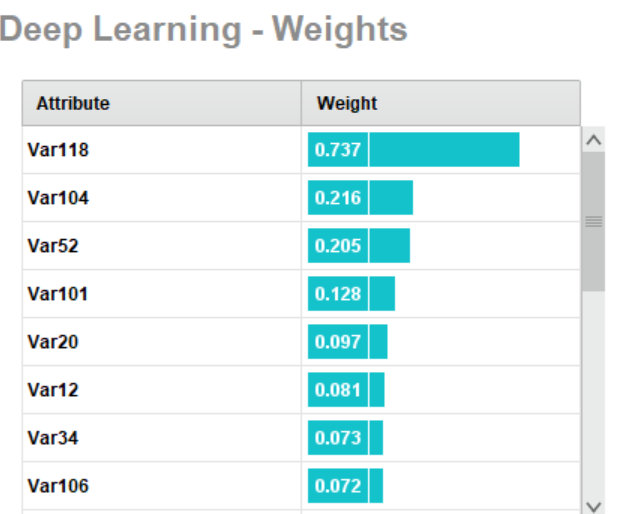 Deep Learning - Weights
Attribute Weight
Var118 0.737
Var104 0.216
Var52 0.205
Var101 0.128
Var20 0.097
Var12 0.081
Var34 0.073
Var106 0.072